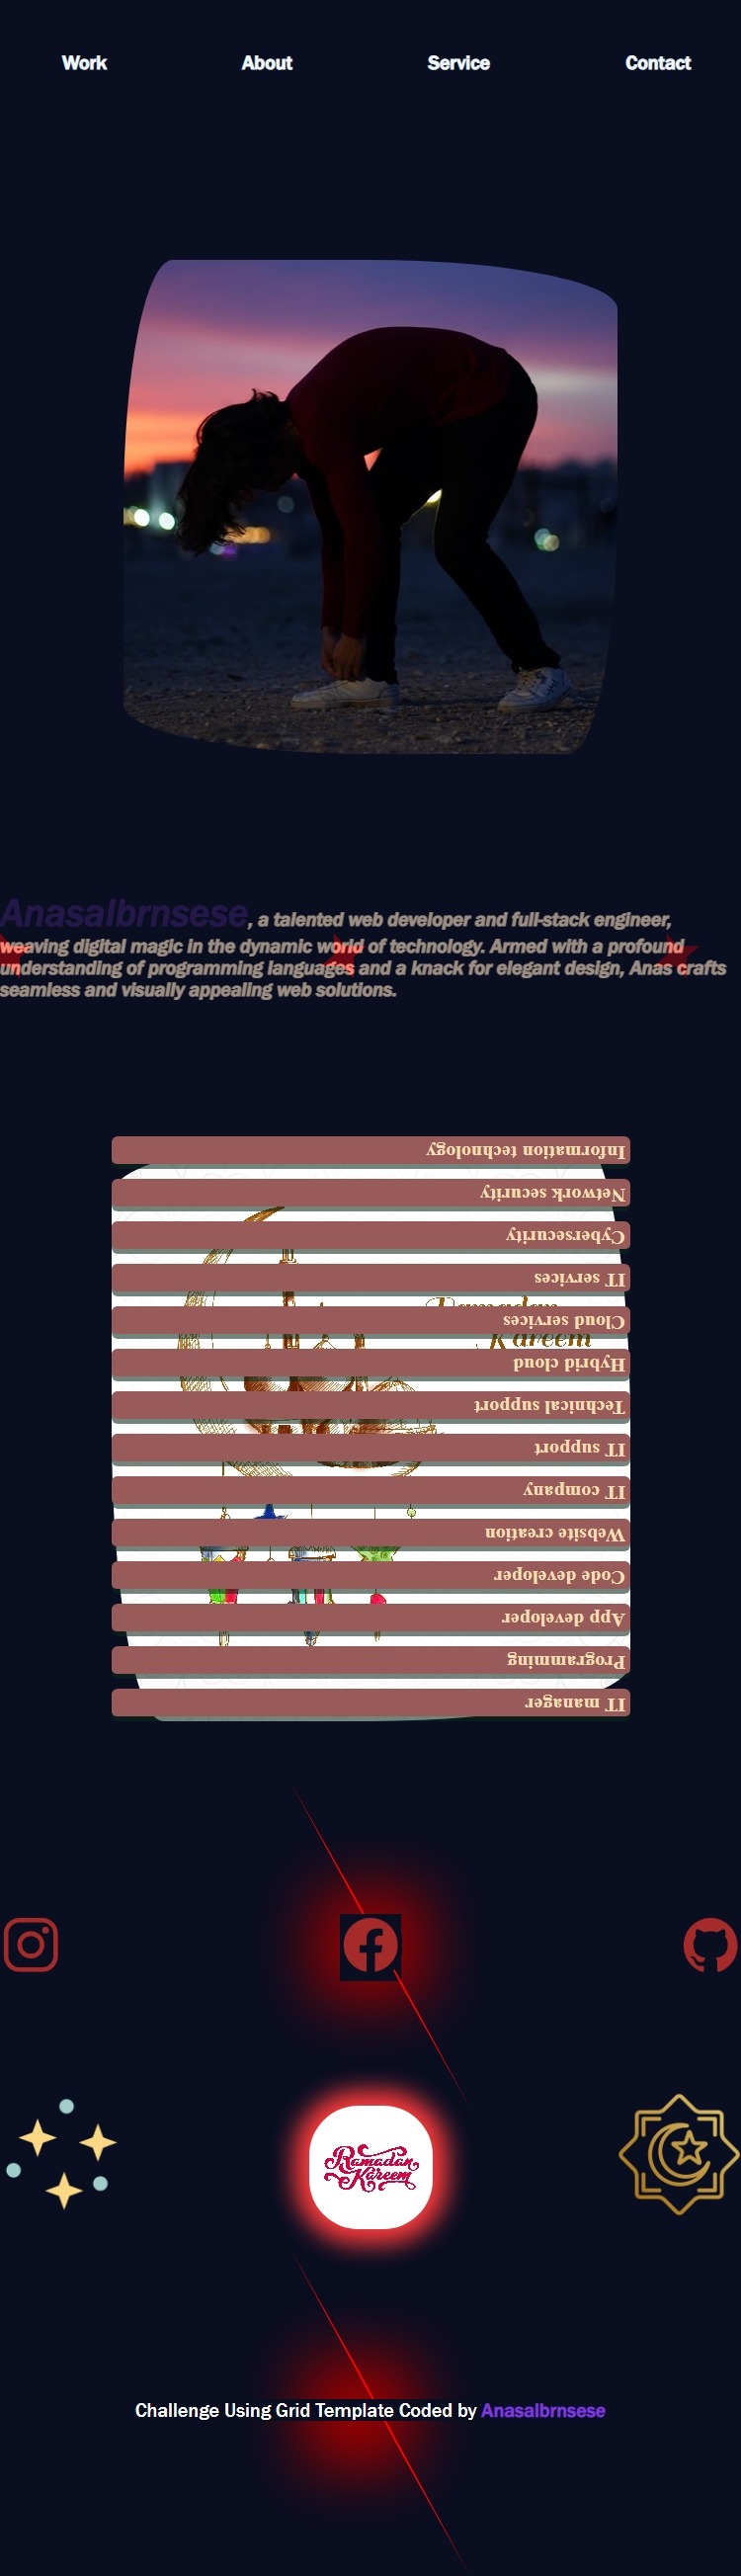 Work About Service Contact
Anasalbrnsese, a talented web developer and full-stack engineer,
weaving digital magic in the dynamic world of technology. Armed with a profound
understanding of programming languages and a knack for elegant design, Anas crafts
seamless and visually appealing web solutions.
Information technology
Network security
Cybersecurity
IT services
Ramadan
Cloud services
Kareem
Hybrid cloud
Technical support
IT support
IT company
Website creation
Code developer
App developer
Programming
IT manager
Ramadan
Kareem
Challenge Using Grid Template Coded by Anasalbrnsese